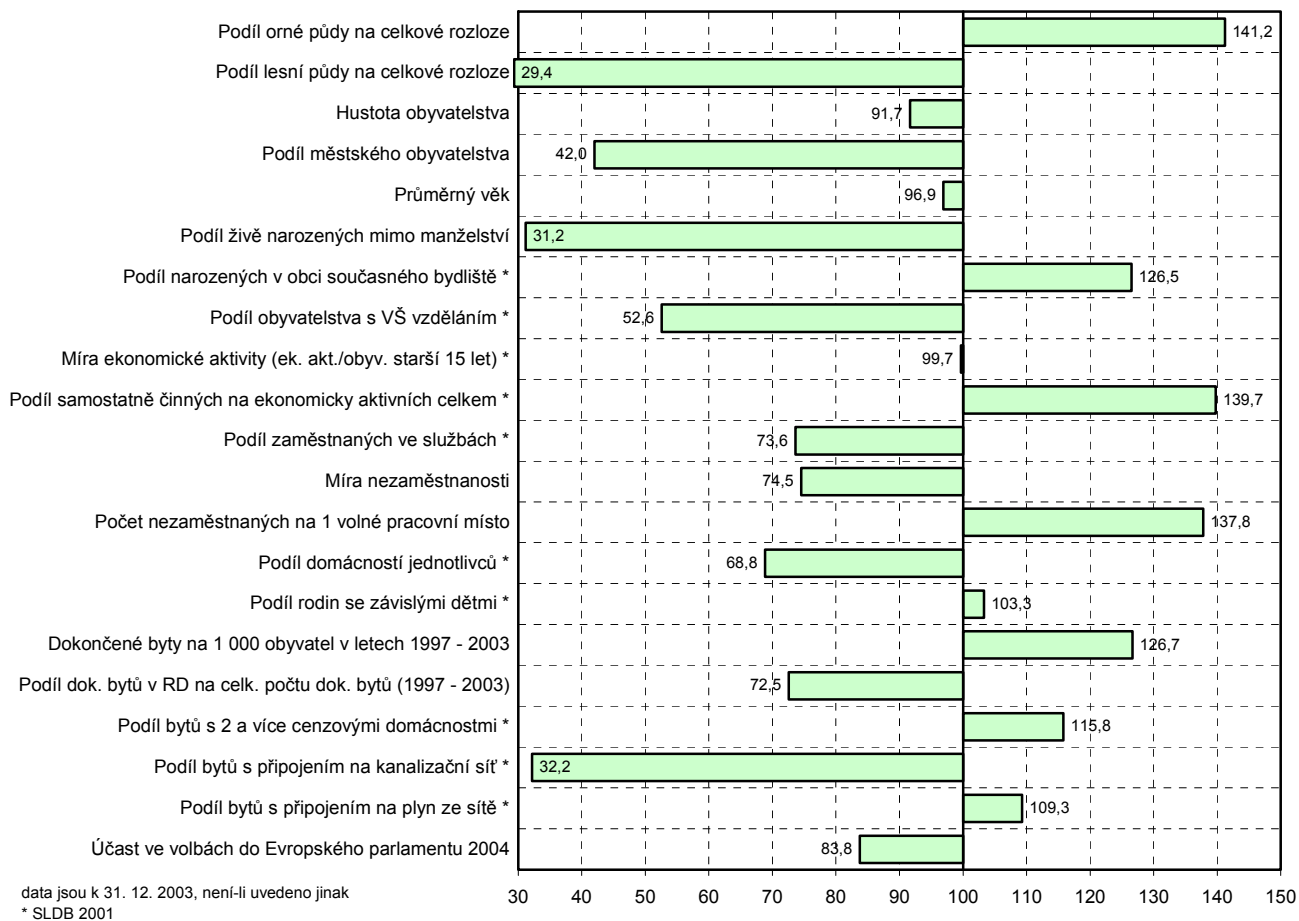 Podíl orné půdy na celkové rozloze 141,2
Podíl lesní půdy na celkové rozloze 29,4
Hustota obyvatelstva 91,7
Podíl městského obyvatelstva 42,0
Průměrný věk 96,9
Podíl živě narozených mimo manželství 31,2
Podíl narozených v obci současného bydliště * 126,5
Podíl obyvatelstva s VŠ vzděláním * 52,6
Míra ekonomické aktivity (ek. akt./obyv. starší 15 let) * 99,7
Podíl samostatně činných na ekonomicky aktivních celkem * 139,7
Podíl zaměstnaných ve službách * 73,6
Míra nezaměstnanosti 74,5
Počet nezaměstnaných na 1 volné pracovní místo 137,8
Podíl domácností jednotlivců * 68,8
Podíl rodin se závislými dětmi * 103,3
Dokončené byty na 1 000 obyvatel v letech 1997 - 2003 126,7
Podíl dok. bytů v RD na celk. počtu dok. bytů (1997 - 2003) 72,5
Podíl bytů s 2 a více cenzovými domácnostmi * 115,8
Podíl bytů s připojením na kanalizační síť * 32,2
Podíl bytů s připojením na plyn ze sítě * 109,3
Účast ve volbách do Evropského parlamentu 2004 83,8
30 40 50 60 70 80 90 100 110 120 130 140 150
data jsou k 31. 12. 2003, není-li uvedeno jinak
* SLDB 2001